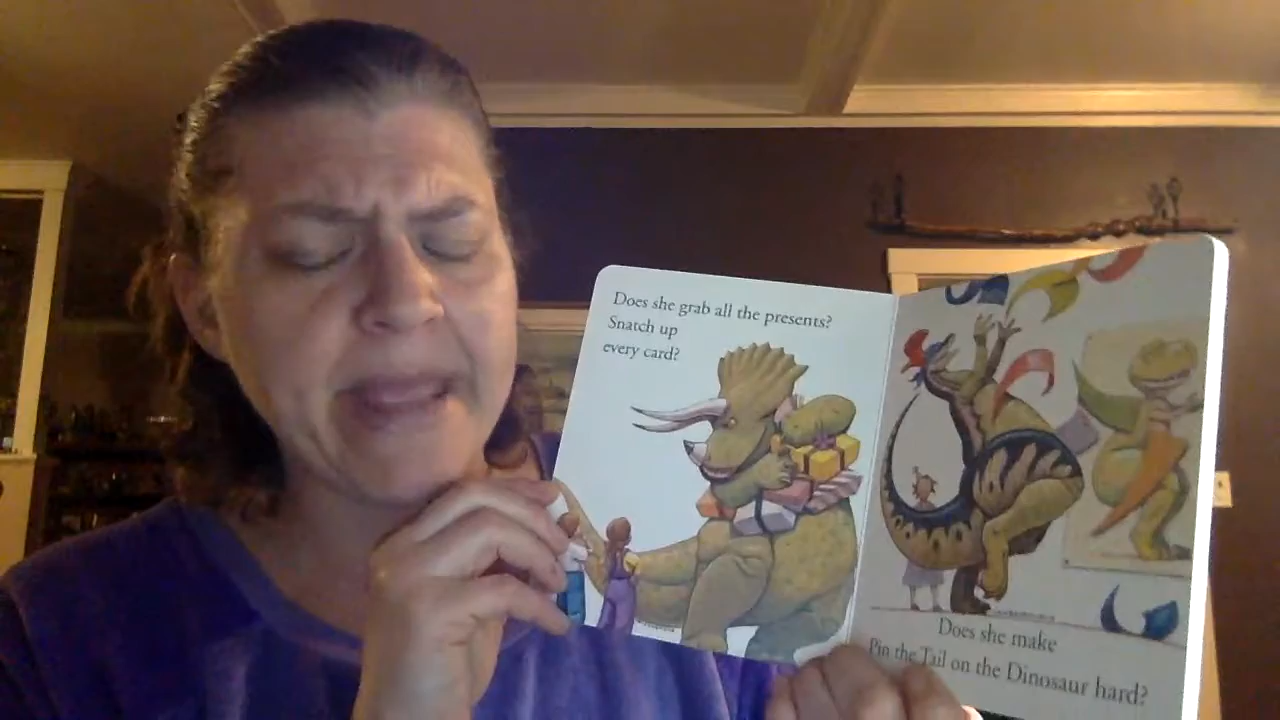 Does she grab all the presents?
Snatch up
every card?
Does she make
Pin the Tail on the Dinosaur hard?